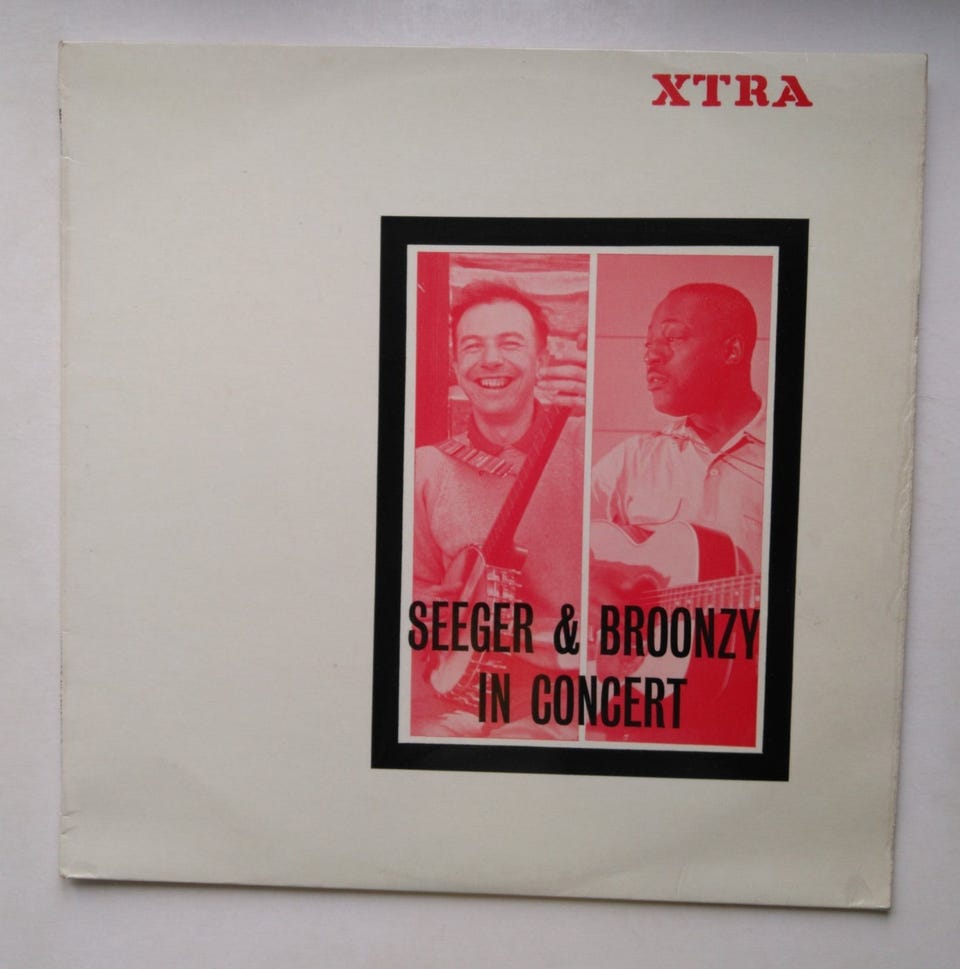 XTRA
SEEGER & BROONZY
IN CONCERT